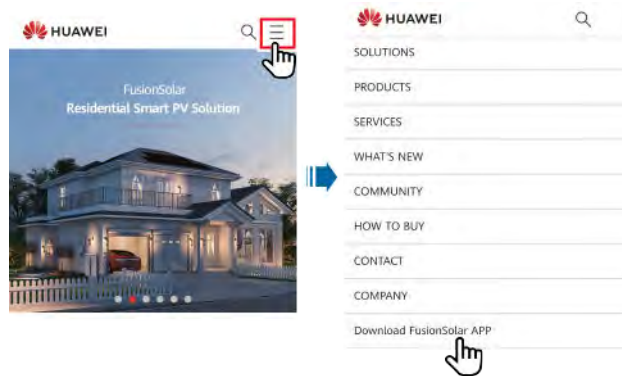 HUAWEI
FusionSolar
Residential Smart PV Solution
HUAWEI
SOLUTIONS
PRODUCTS
SERVICES
WHAT'S NEW
COMMUNITY
HOW TO BUY
CONTACT
COMPANY
Download FusionSolar APP